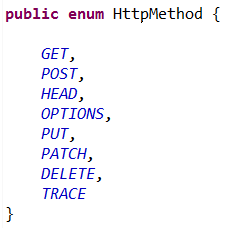 public enum HttpMethod {
GET,
POST,
HEAD,
OPTIONS,
PUT,
PATCH,
DELETE,
TRACE
}